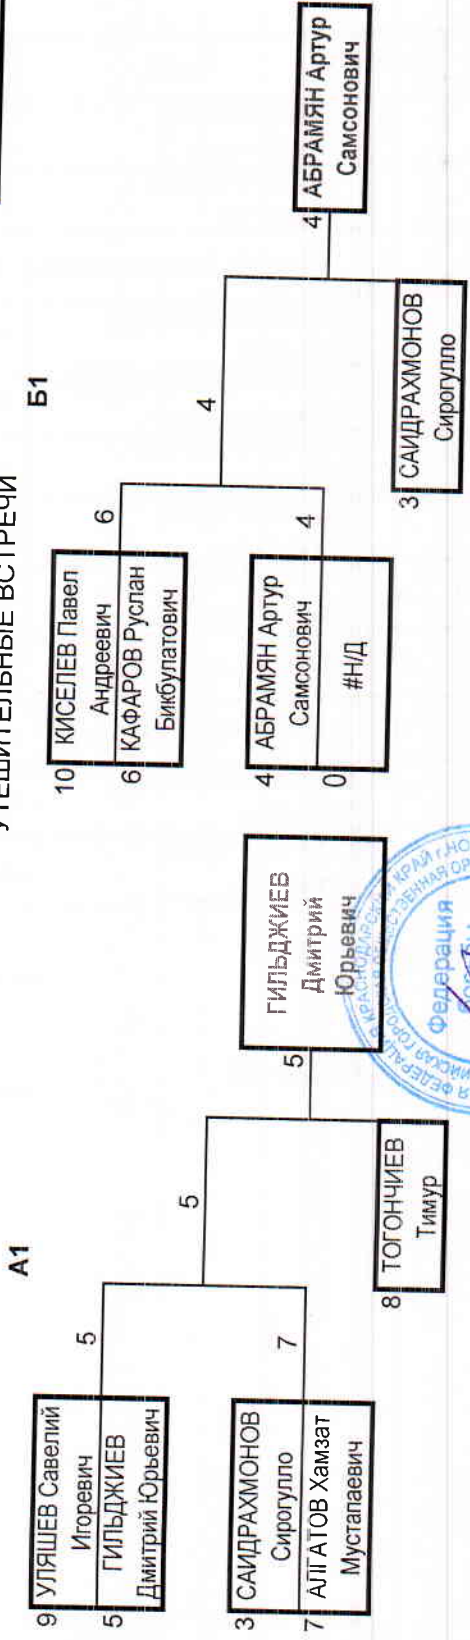 УТЕШИТЕЛЬНЫЕ ВСТРЕЧИ
А1
9 УЛЯШЕВ Савелий
Игоревич
5 ГИЛЬДЖИЕВ
Дмитрий Юрьевич
5
3 САИДРАХМОНОВ
Сирогулло
7 АЛГАТОВ Хамзат
Мустапаевич
7
5
8 ТОГОНЧИЕВ
Тимур
5
ГИЛЬДЖИЕВ
Дмитрий
Юрьевич
Федерация
Б1
10 КИСЕЛЕВ Павел
Андреевич
6 КАФАРОВ Руслан
Бикбулатович
6
4 АБРАМЯН Артур
Самсонович
0 #Н/Д
4
4
3 САИДРАХМОНОВ
Сирогулло
4 АБРАМЯН Артур
Самсонович